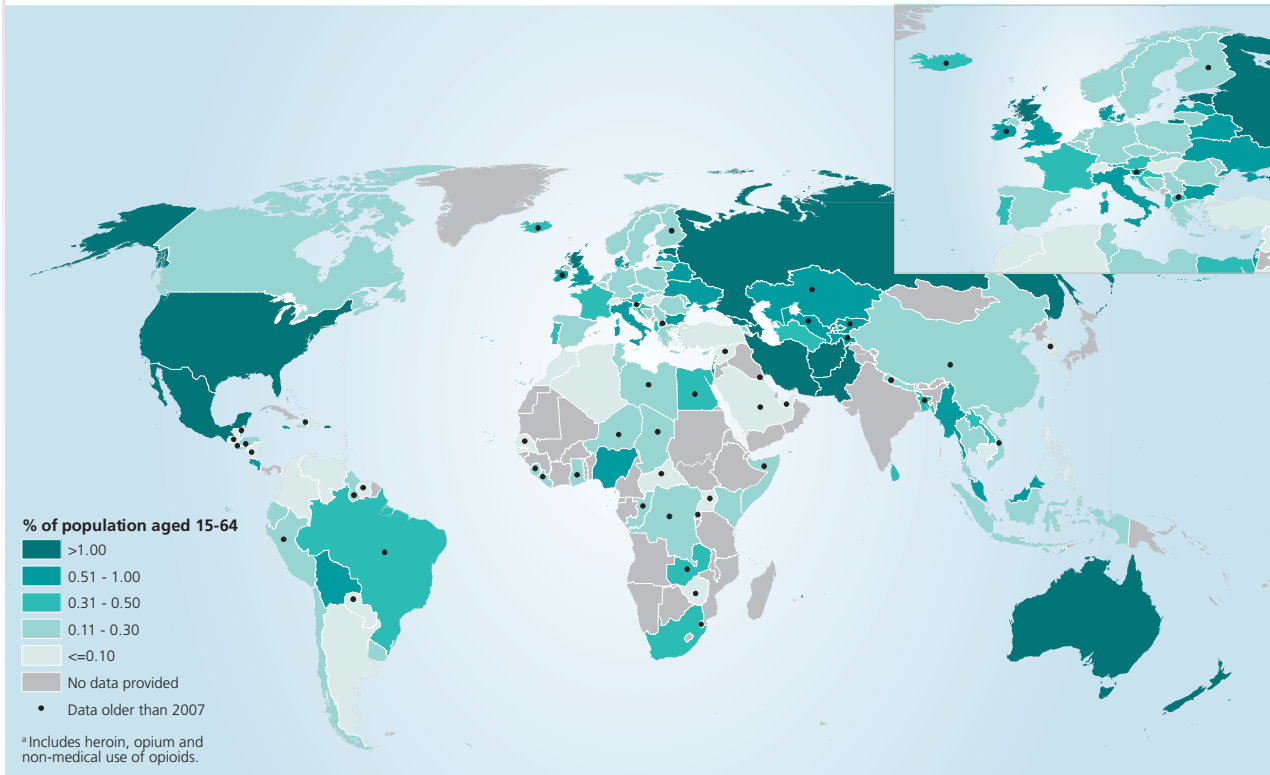 % of population aged 15-64
>1.00
0.51 - 1.00
0.31 - 0.50
0.11 - 0.30
<=0.10
No data provided
Data older than 2007
a Includes heroin, opium and
non-medical use of opioids.